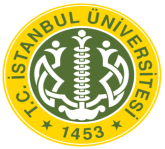 T.C. İSTANBUL ÜNİVERSİTESİ
★ 1453 ★